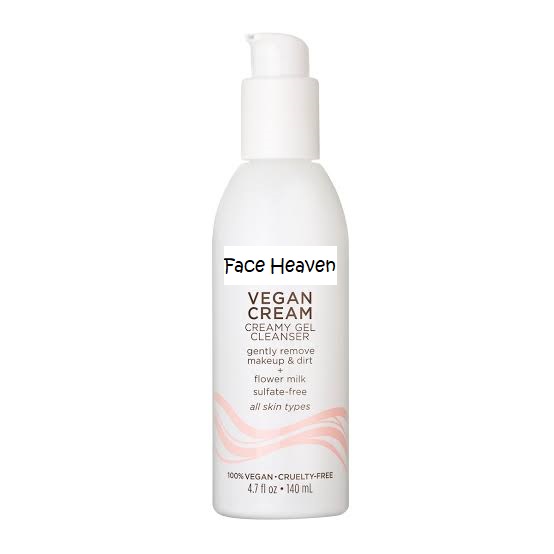 Face Heaven
VEGAN
CREAM
CREAMY GEL
CLEANSER
gently remove
makeup & dirt
+
flower milk
sulfate-free
all skin types
100% VEGAN • CRUELTY-FREE
4.7 fl oz • 140 mL